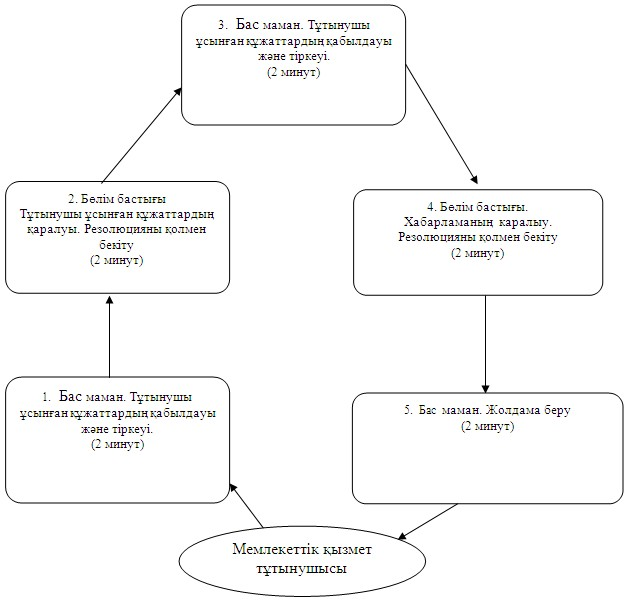 3. Бас маман. Тұтынушы
ұсынған құжаттардың қабылдауы
және тіркеуі.
(2 минут)
2. Бөлім бастығы
Тұтынушы ұсынған құжаттардың
қаралуы. Резолюцияны қолмен
бекіту
(2 минут)
4. Бөлім бастығы.
Хабарламаның қаралыу.
Резолюцияны қолмен бекіту
(2 минут)
1. Бас маман. Тұтынушы
ұсынған құжаттардың қабылдауы
және тіркеуі.
(2 минут)
5. Бас маман. Жолдама беру
(2 минут)
Мемлекеттік қызмет
тұтынушысы